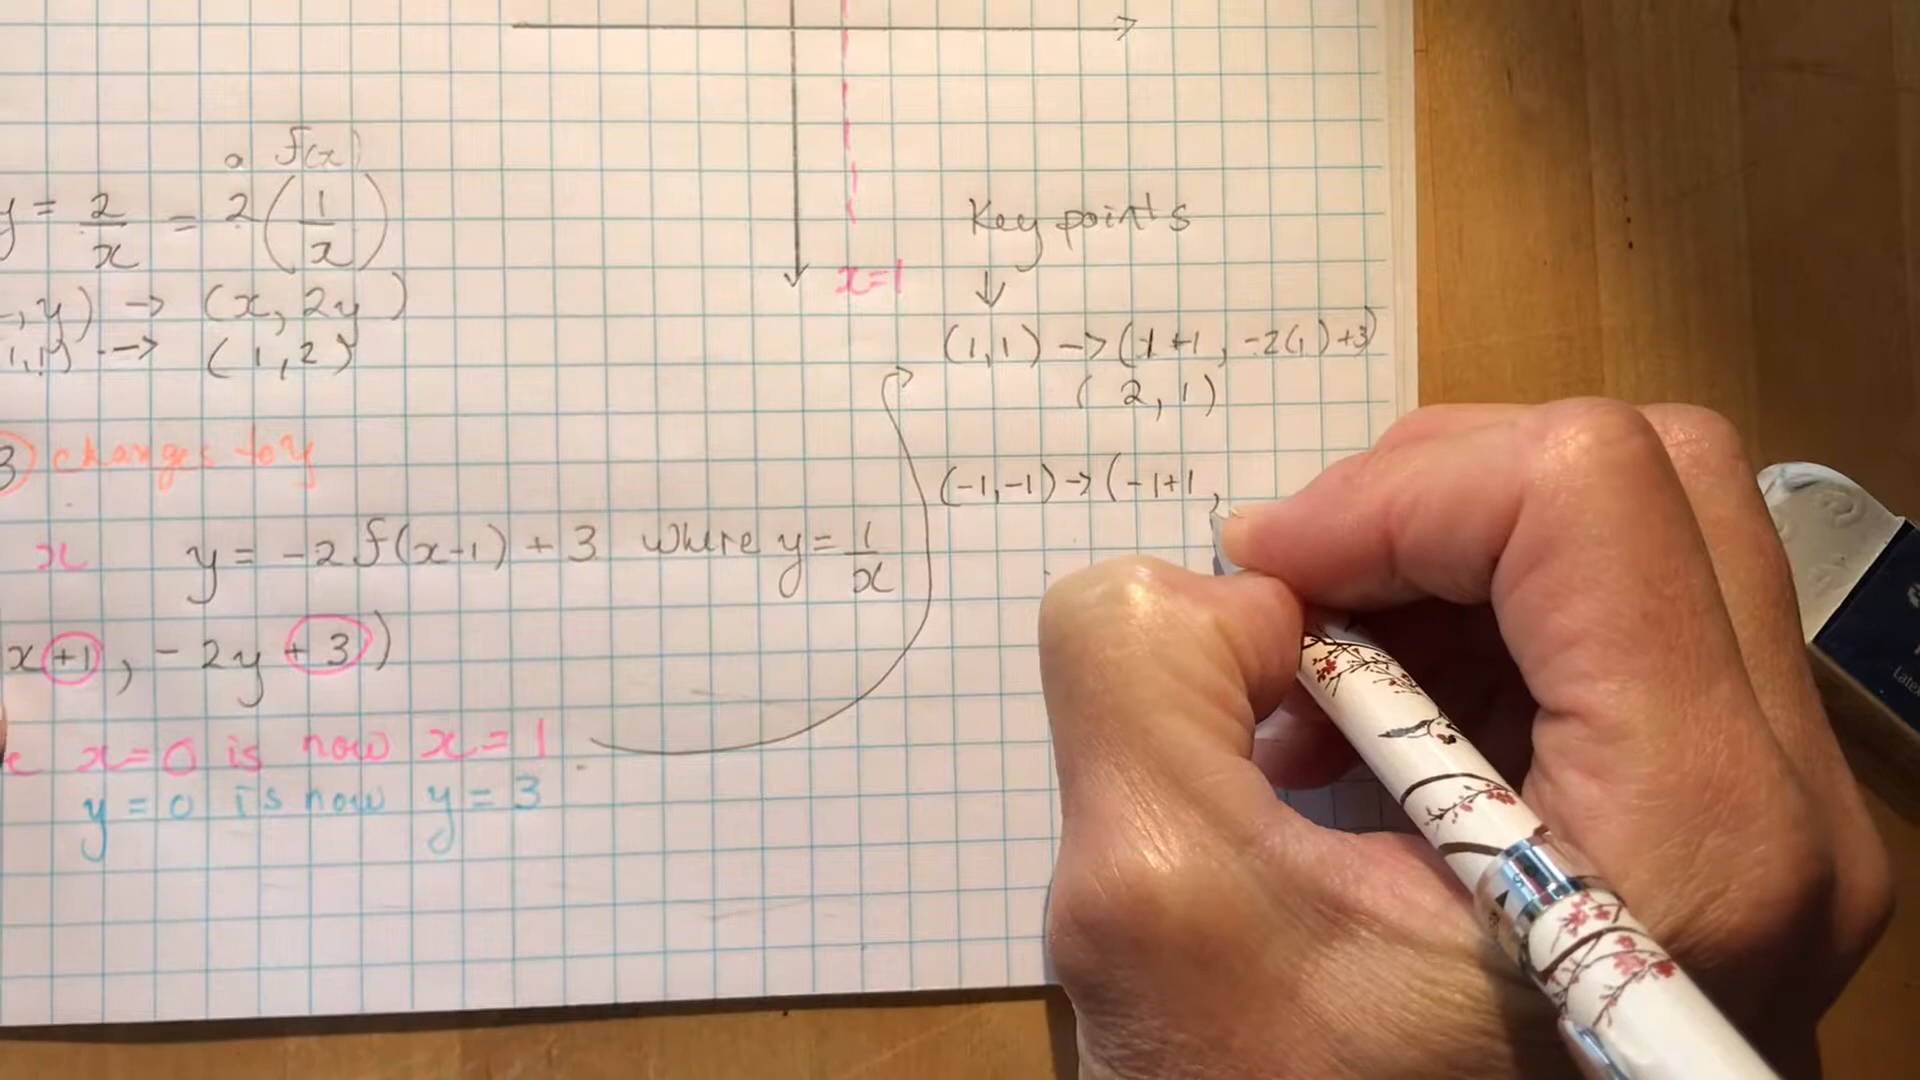 a f(x)
y = 2/x = 2(1/x)
, y) → (x, 2y)
1,1) → (1,2)
3) changes to y
x y = -2 f(x-1) + 3 where y = 1/x
x+1, -2y +3)
x=0 is now x=1
y=0 is now y=3
x=1
Key points
↓
(1,1) → (1+1, -2(1)+3)
(2,1)
(-1,-1) → (-1+1,